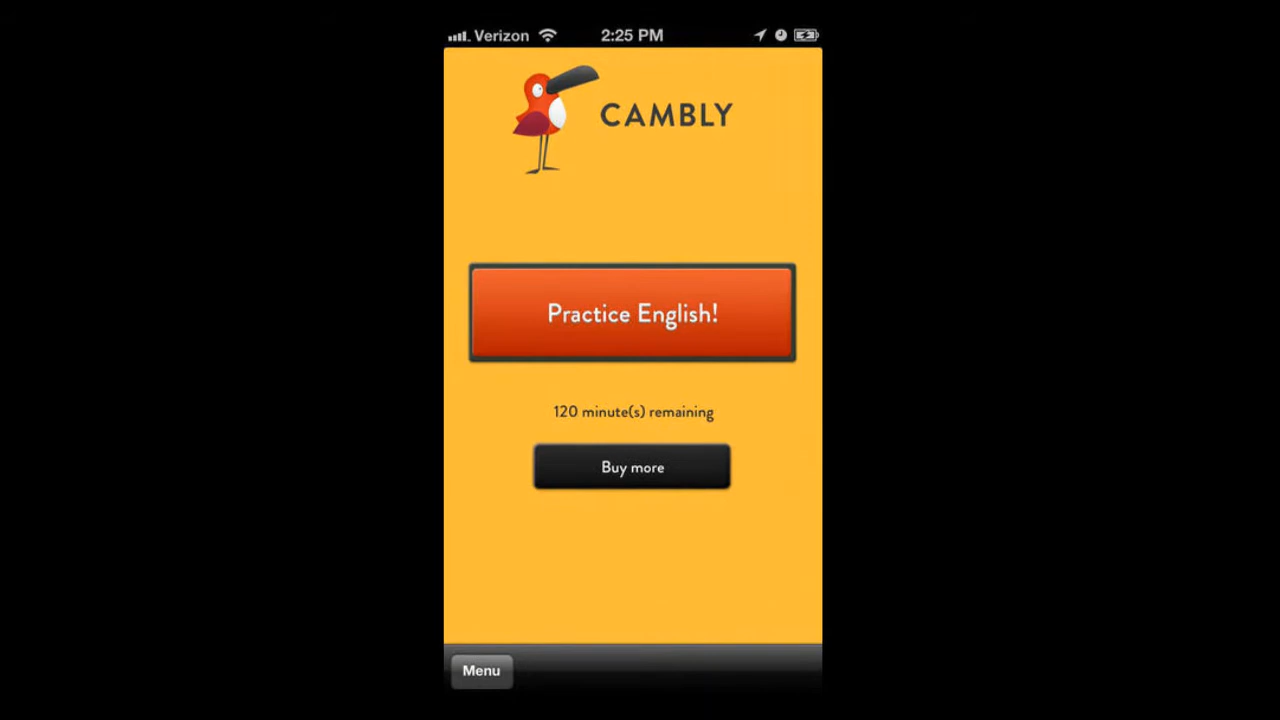 Verizon 2:25 PM
CAMBLY
Practice English!
120 minute(s) remaining
Buy more
Menu